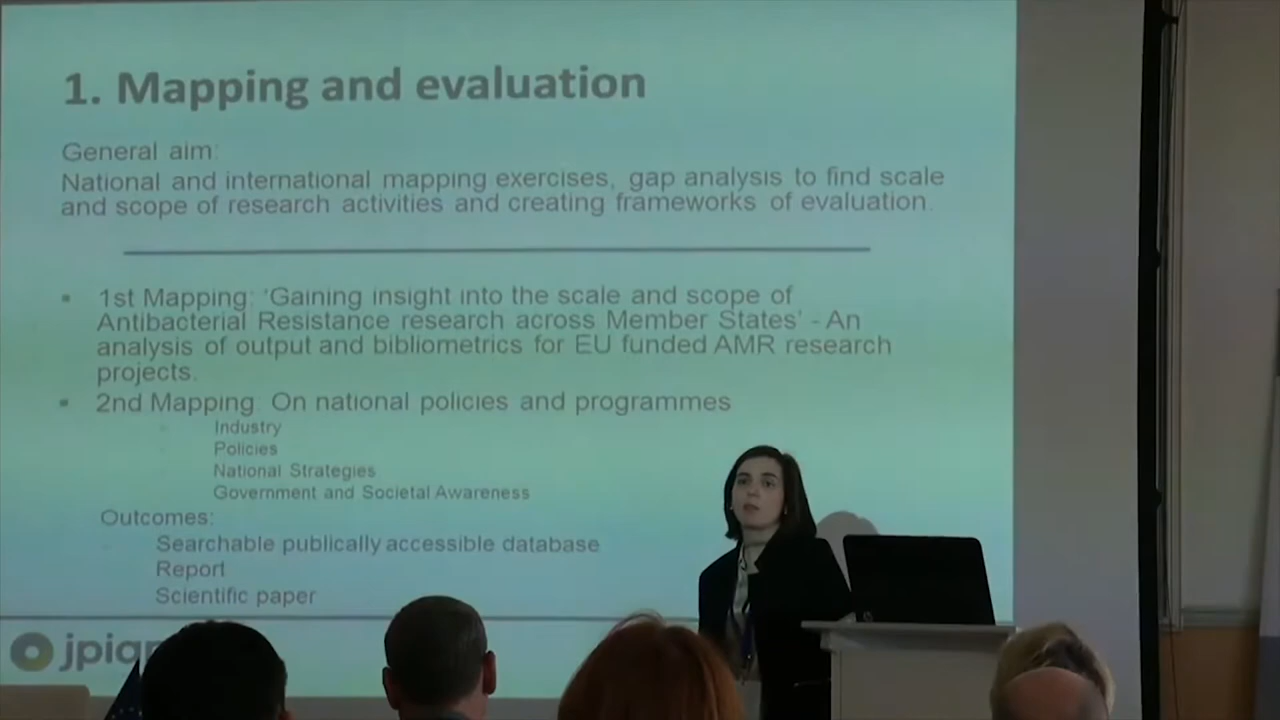 1. Mapping and evaluation
General aim:
National and international mapping exercises, gap analysis to find scale
and scope of research activities and creating frameworks of evaluation.
1st Mapping: ‘Gaining insight into the scale and scope of
Antibacterial Resistance research across Member States’ - An
analysis of output and bibliometrics for EU funded AMR research
projects.
2nd Mapping: On national policies and programmes
Industry
Policies
National Strategies
Government and Societal Awareness
Outcomes:
Searchable publically accessible database
Report
Scientific paper